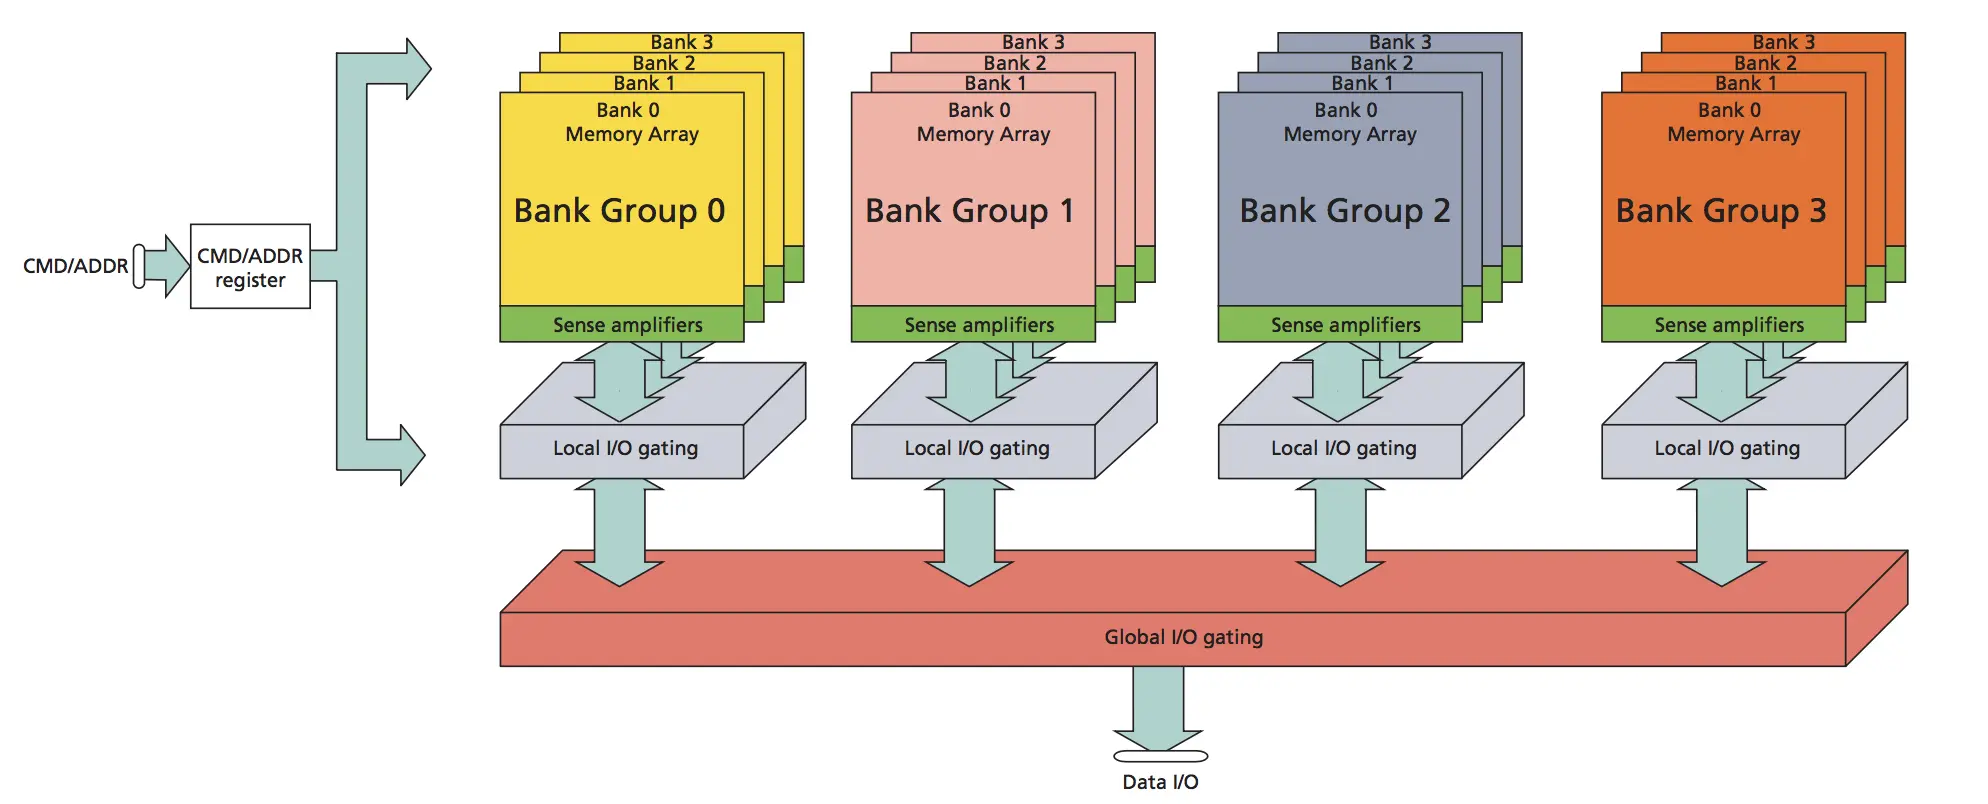 Bank 3
Bank 2
Bank 1
Bank 0
Memory Array
Bank Group 0
Sense amplifiers
Local I/O gating
Bank 3
Bank 2
Bank 1
Bank 0
Memory Array
Bank Group 1
Sense amplifiers
Local I/O gating
Bank 3
Bank 2
Bank 1
Bank 0
Memory Array
Bank Group 2
Sense amplifiers
Local I/O gating
Bank 3
Bank 2
Bank 1
Bank 0
Memory Array
Bank Group 3
Sense amplifiers
Local I/O gating
CMD/ADDR
CMD/ADDR
register
Global I/O gating
Data I/O